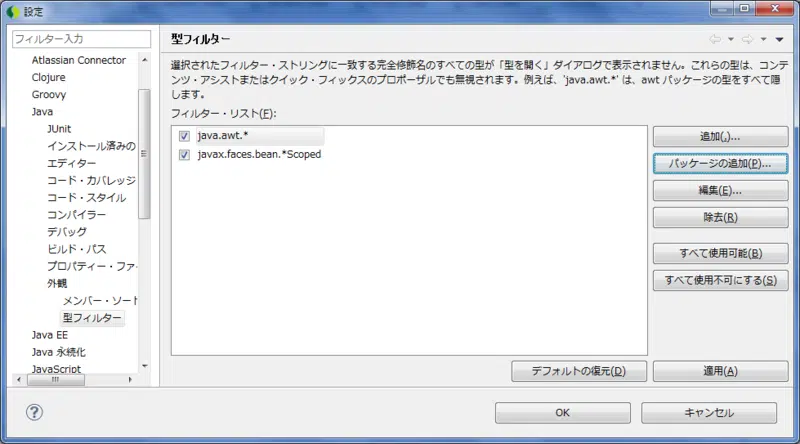 設定
フィルター入力
Atlassian Connector
Clojure
Groovy
Java
JUnit
インストール済みの
エディター
コード・カバレッジ
コード・スタイル
コンパイラー
デバッグ
ビルド・パス
プロパティー・ファイ
外観
メンバー・ソート
型フィルター
Java EE
Java 永続化
JavaScript
型フィルター
選択されたフィルター・ストリングに一致する完全修飾名のすべての型が「型を開く」ダイアログで表示されません。これらの型は、コンテ
ンツ・アシストまたはクイック・フィックスのプロポーザルでも無視されます。例えば、'java.awt.*' は、awt パッケージの型をすべて隠
します。
フィルター・リスト(F):
java.awt.*
javax.faces.bean.*Scoped
追加(,)...
パッケージの追加(P)...
編集(E)...
除去(R)
すべて使用可能(B)
すべて使用不可にする(S)
デフォルトの復元(D)
適用(A)
OK
キャンセル